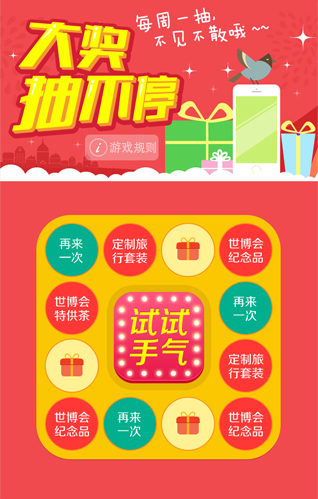 大奖
抽不停
每周一抽,
不见不散哦~~
i 游戏规则
再来
一次
定制旅
行套装
世博会
纪念品
世博会
特供茶
试试
手气
再来
一次
定制旅
行套装
世博会
纪念品
再来
一次
世博会
纪念品